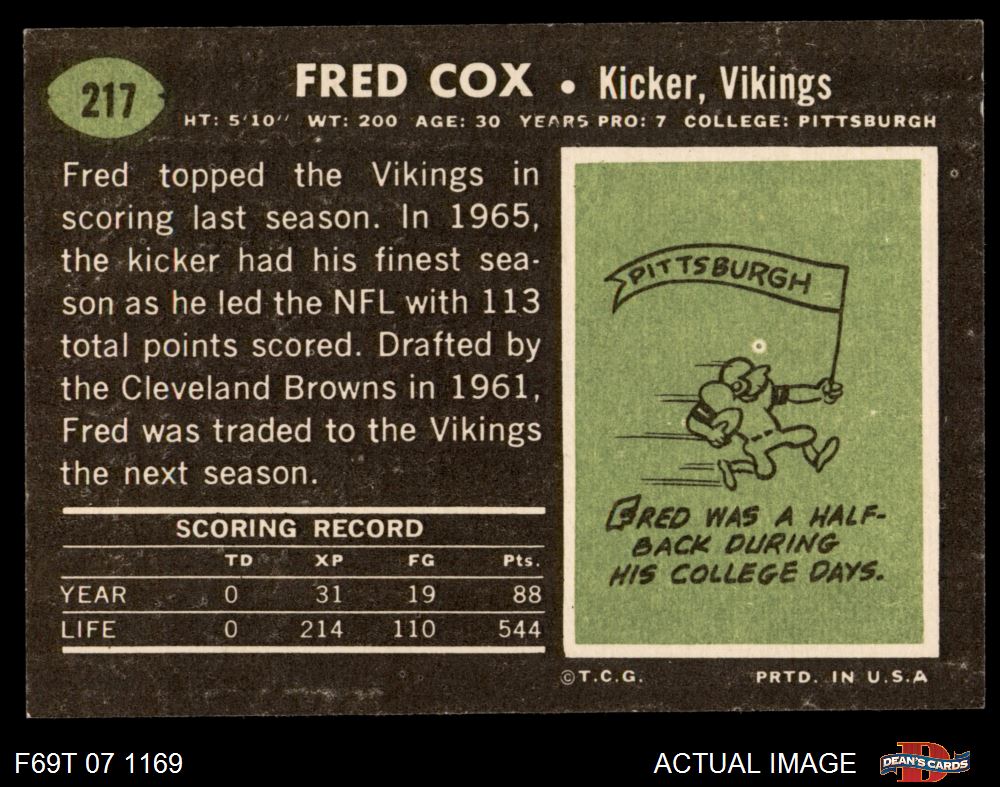 217
FRED COX • Kicker, Vikings
HT: 5'10'' WT: 200 AGE: 30 YEARS PRO: 7 COLLEGE: PITTSBURGH
Fred topped the Vikings in
scoring last season. In 1965,
the kicker had his finest sea-
son as he led the NFL with 113
total points scored. Drafted by
the Cleveland Browns in 1961,
Fred was traded to the Vikings
the next season.
SCORING RECORD
TD XP FG Pts.
YEAR 0 31 19 88
LIFE 0 214 110 544
PITTSBURGH
FRED WAS A HALF-
BACK DURING
HIS COLLEGE DAYS.
©T.C.G. PRTD. IN U.S.A
F69T 07 1169
ACTUAL IMAGE
DEAN'S CARDS